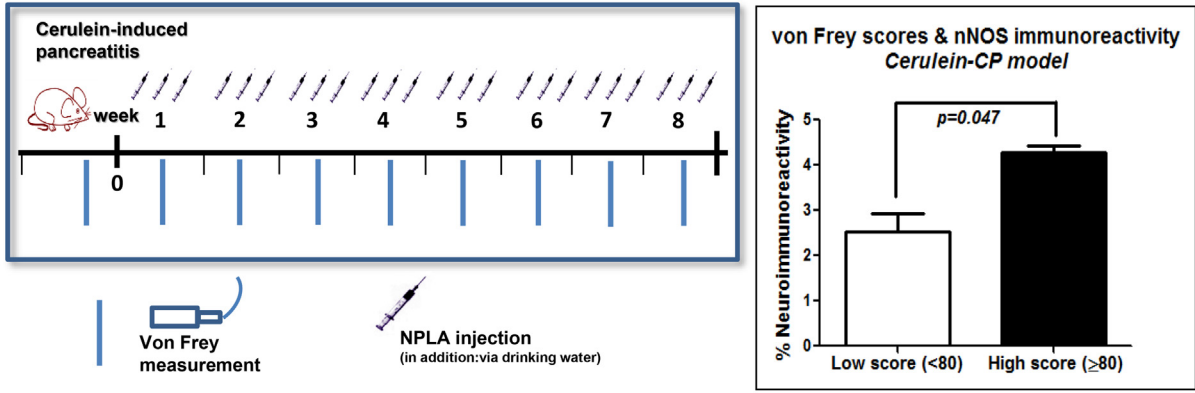 Cerulein-induced
pancreatitis
week 1 2 3 4 5 6 7 8
0
Von Frey
measurement
NPLA injection
(in addition:via drinking water)
von Frey scores & nNOS immunoreactivity
Cerulein-CP model
p=0.047
% Neuroimmunoreactivity
5
4
3
2
1
0
Low score (<80) High score (≥80)